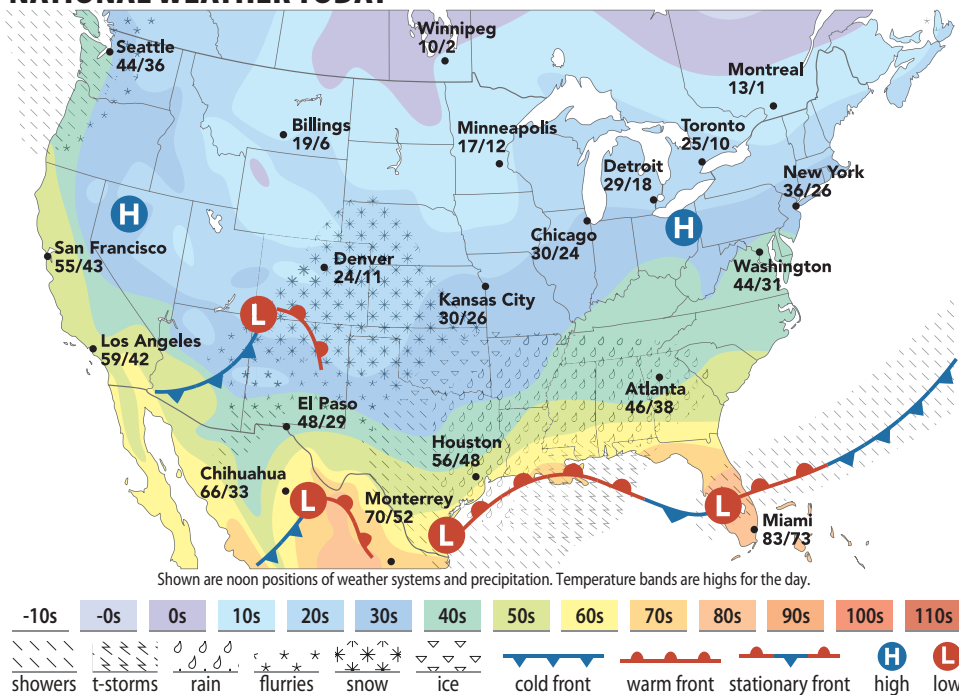 NATIONAL WEATHER TODAY
Winnipeg
10/2
Seattle
44/36
Montreal
13/1
Billings
19/6
Minneapolis
17/12
Toronto
25/10
Detroit
29/18
New York
36/26
H
H
San Francisco
55/43
Denver
24/11
Chicago
30/24
Washington
44/31
Kansas City
30/26
L
Los Angeles
59/42
Atlanta
46/38
El Paso
48/29
Houston
56/48
Chihuahua
66/33
L
Monterrey
70/52
L
L
Miami
83/73
Shown are noon positions of weather systems and precipitation. Temperature bands are highs for the day.
-10s -0s 0s 10s 20s 30s 40s 50s 60s 70s 80s 90s 100s 110s
H L
showers t-storms rain flurries snow ice cold front warm front stationary front high low